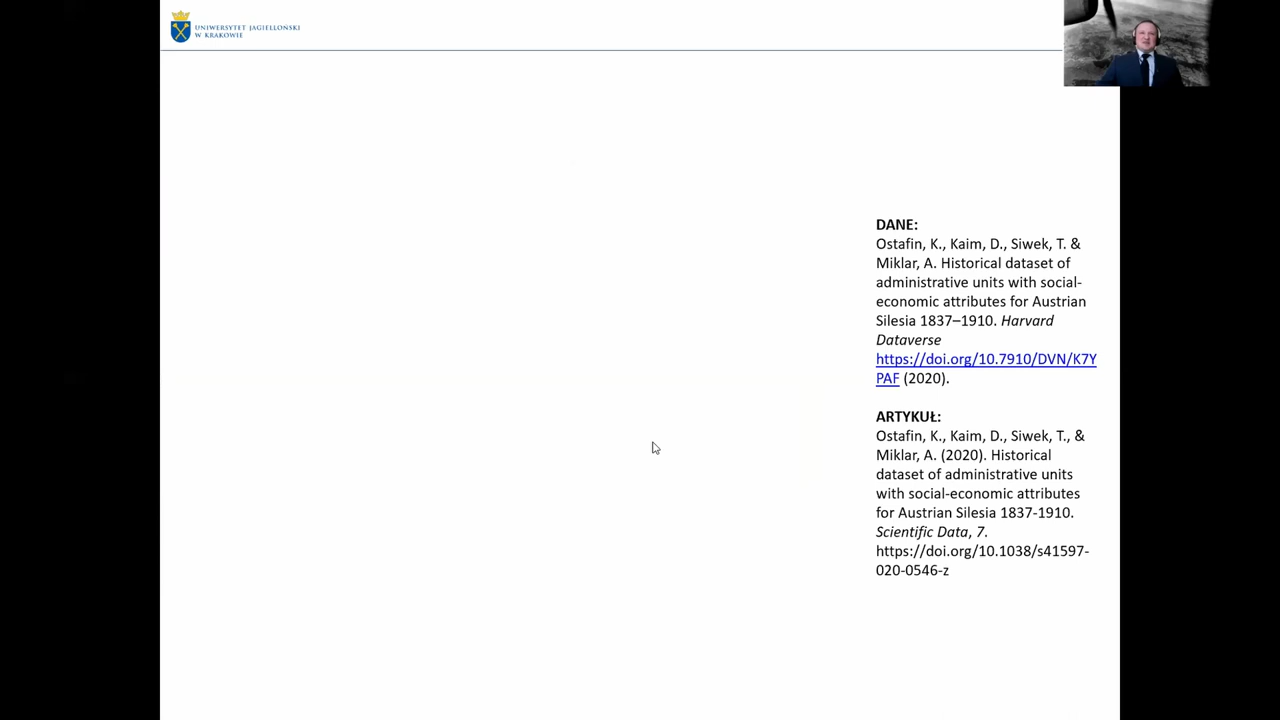 UNIWERSYTET JAGIELLOŃSKI
W KRAKOWIE
DANE:
Ostafin, K., Kaim, D., Siwek, T. &
Miklar, A. Historical dataset of
administrative units with social-
economic attributes for Austrian
Silesia 1837–1910. Harvard
Dataverse
https://doi.org/10.7910/DVN/K7Y
PAF (2020).
ARTYKUŁ:
Ostafin, K., Kaim, D., Siwek, T., &
Miklar, A. (2020). Historical
dataset of administrative units
with social-economic attributes
for Austrian Silesia 1837-1910.
Scientific Data, 7.
https://doi.org/10.1038/s41597-
020-0546-z